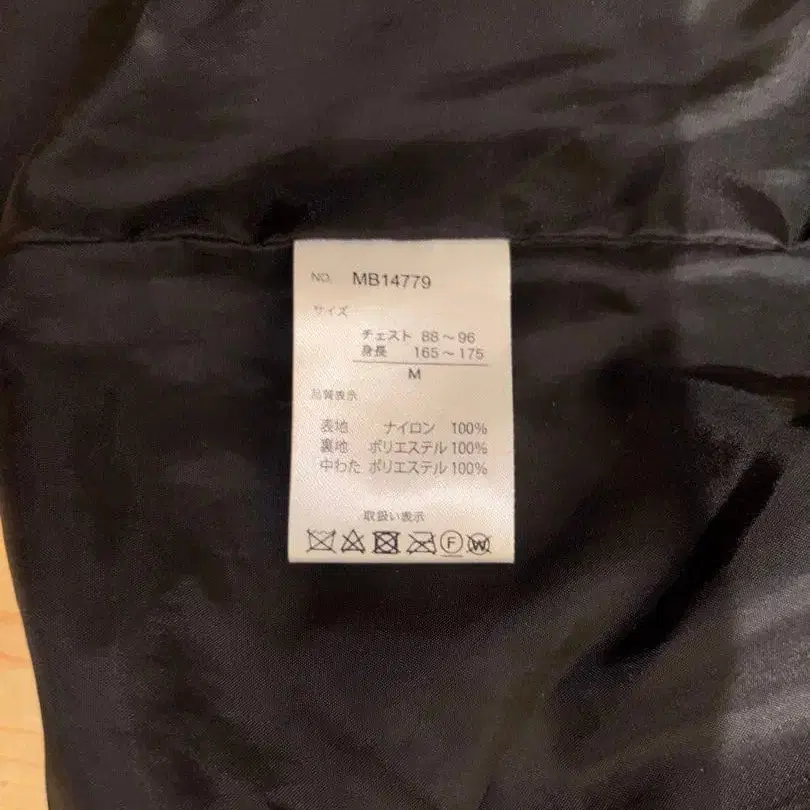 NO. MB14779
サイズ
チェスト 88～96
身長 165～175
M
品質表示
表地 ナイロン 100%
裏地 ポリエステル 100%
中わた ポリエステル 100%
取扱い表示
F W